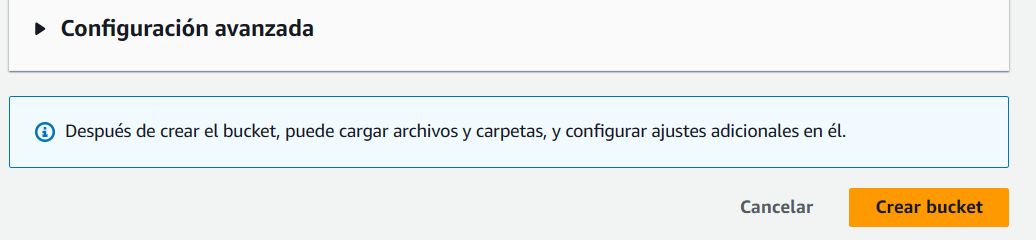 Configuración avanzada
Después de crear el bucket, puede cargar archivos y carpetas, y configurar ajustes adicionales en él.
Cancelar
Crear bucket